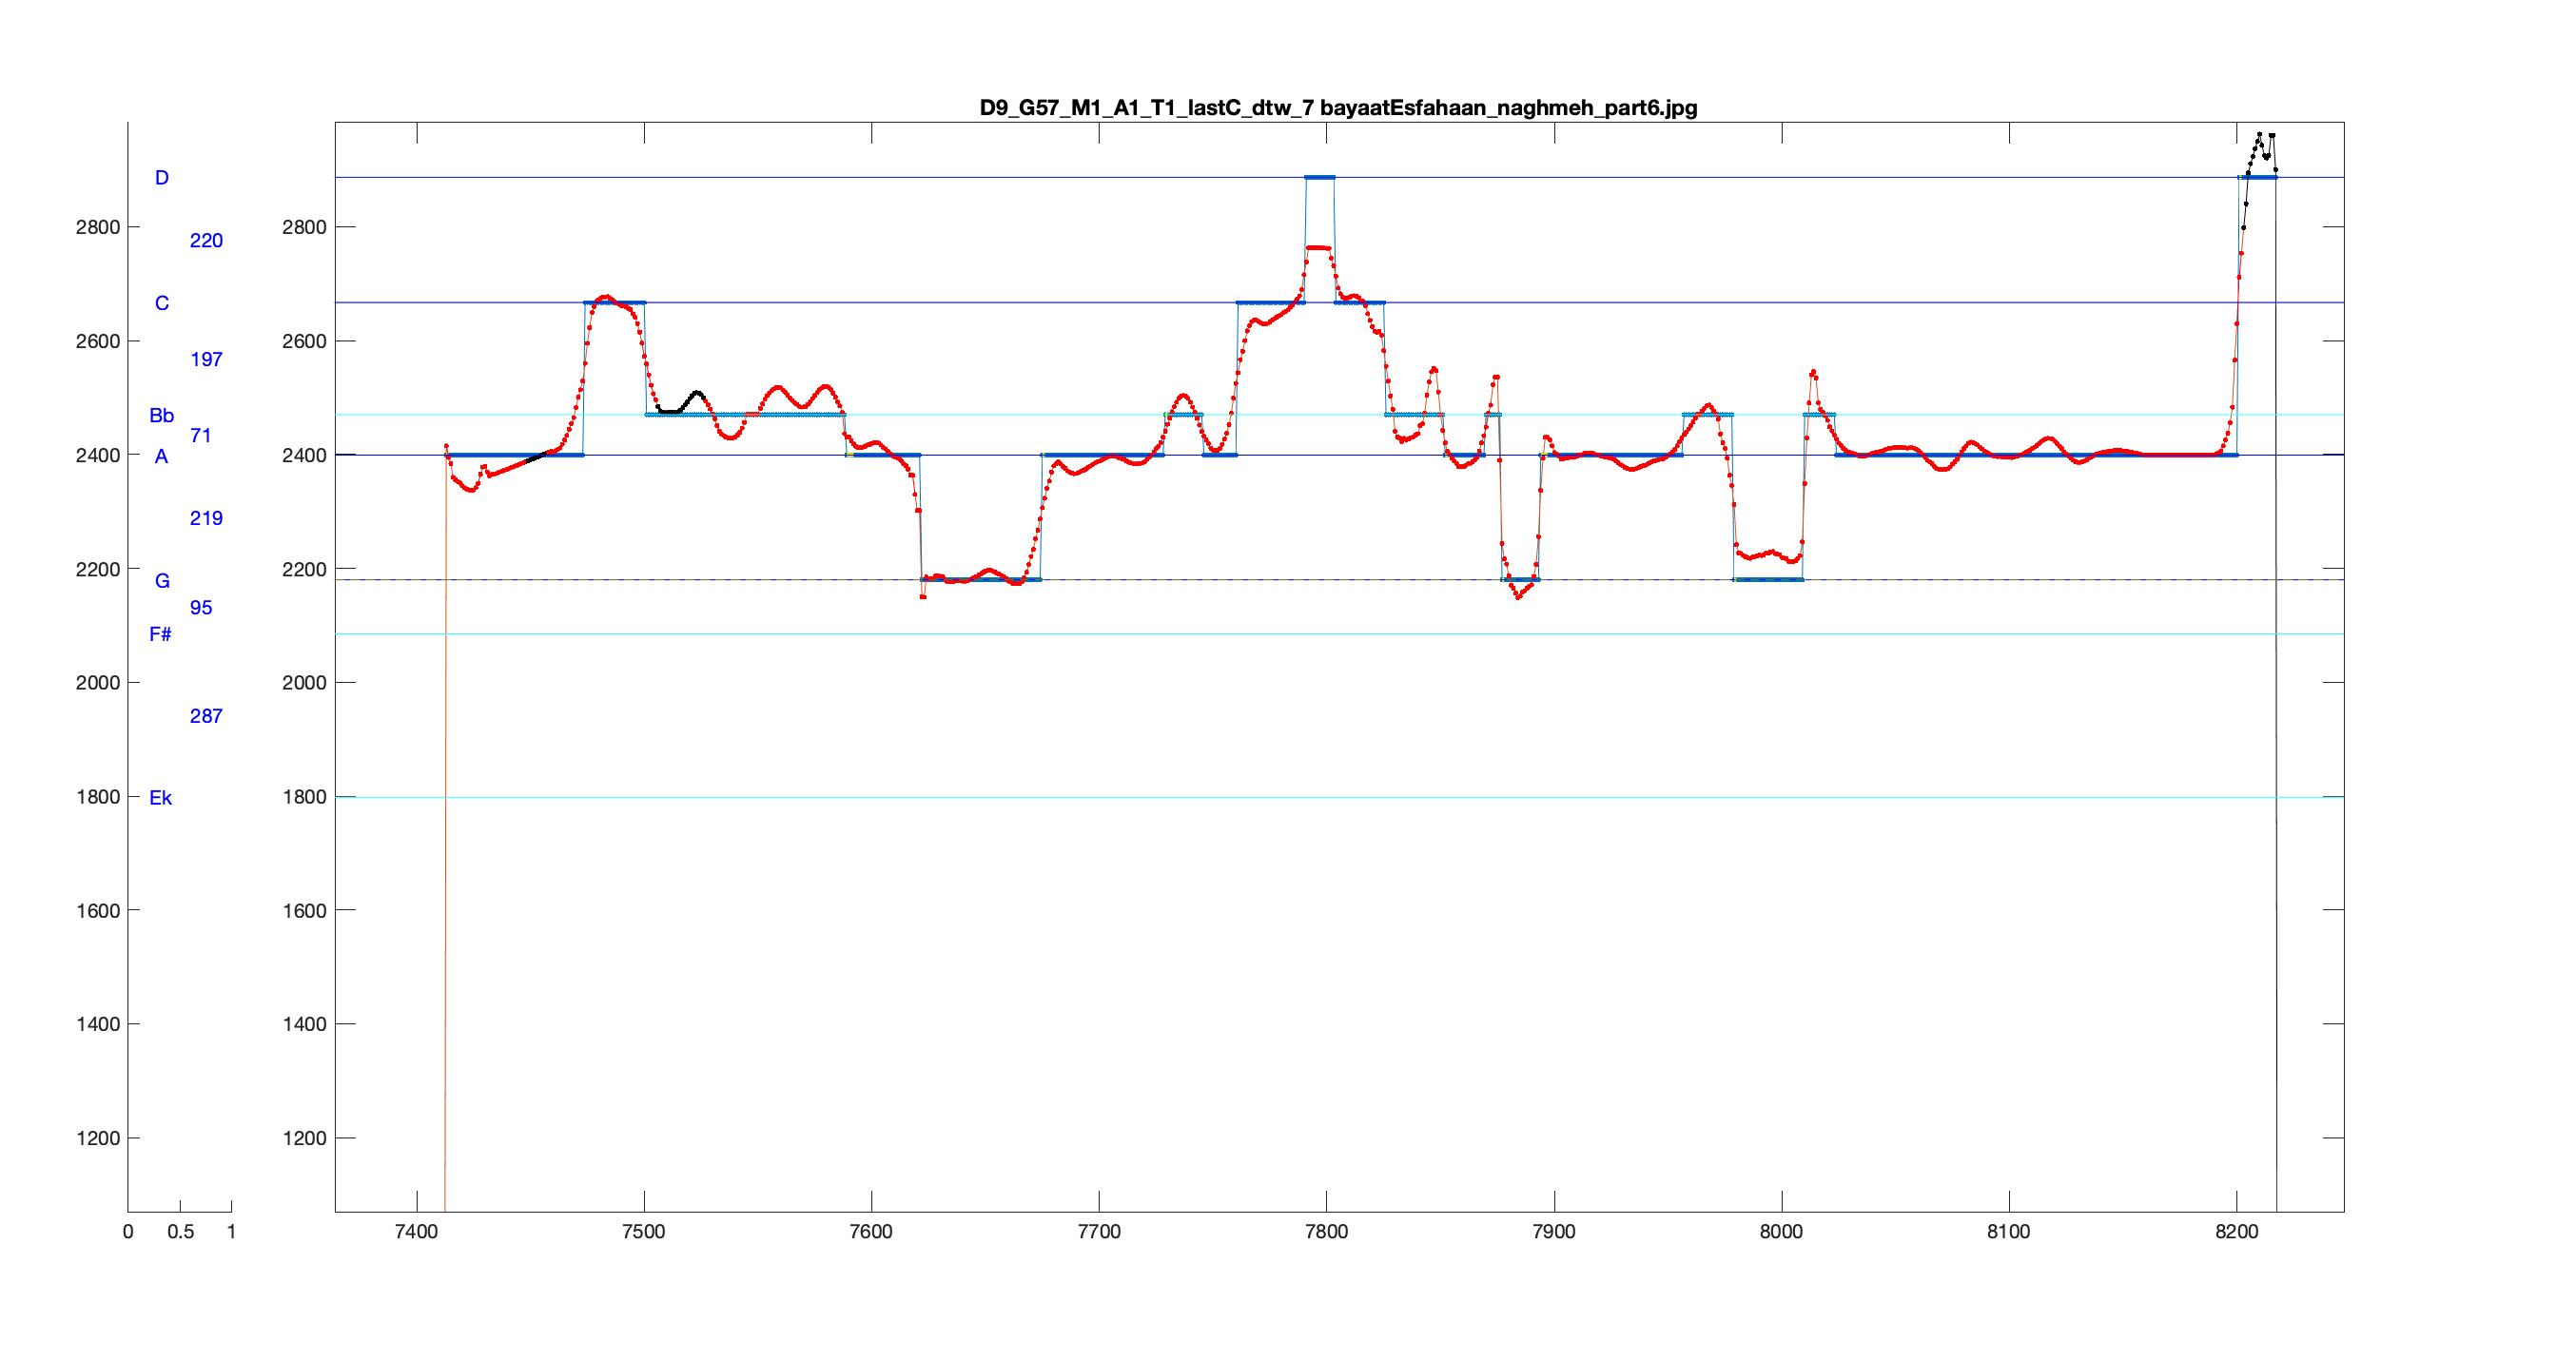 D9_G57_M1_A1_T1_lastC_dtw_7 bayaatEsfahaan_naghmeh_part6.jpg
D
2800 2800
220
C
2600 2600
197
Bb
71
2400 A 2400
219
2200 2200
G
95
F#
2000 2000
287
1800 Ek 1800
1600 1600
1400 1400
1200 1200
0 0.5 1 7400 7500 7600 7700 7800 7900 8000 8100 8200